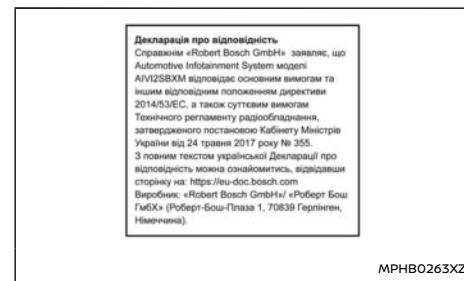 Декларація про відповідність
Справжнім «Robert Bosch GmbH» заявляє, що
Automotive Infotainment System моделі
AIVI2SBXM відповідає основним вимогам та
іншим відповідним положенням директиви
2014/53/EC, а також суттєвим вимогам
Технічного регламенту радіообладнання,
затвердженого постановою Кабінету Міністрів
України від 24 травня 2017 року № 355.
З повним текстом української Декларації про
відповідність можна ознайомитись, відвідавши
сторінку на: https://eu-doc.bosch.com
Виробник: «Robert Bosch GmbH»/ «Роберт Бош
ГмбХ» (Роберт-Бош-Плаза 1, 70839 Герлінген,
Німеччина).
MPHB0263XZ